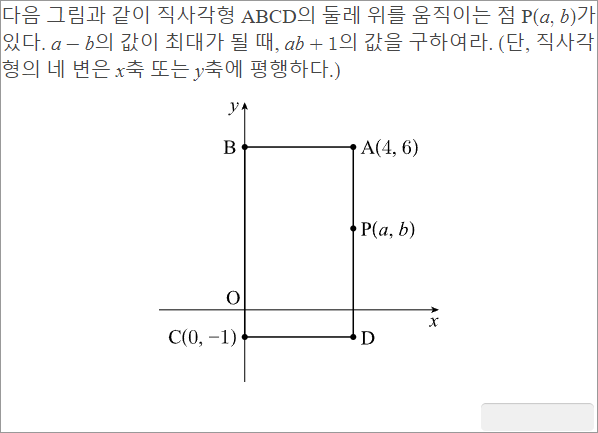 다음 그림과 같이 직사각형 ABCD의 둘레 위를 움직이는 점 P(a, b)가
있다. a − b의 값이 최대가 될 때, ab + 1의 값을 구하여라. (단, 직사각
형의 네 변은 x축 또는 y축에 평행하다.)
y
B
A(4, 6)
P(a, b)
O
x
C(0, −1)
D